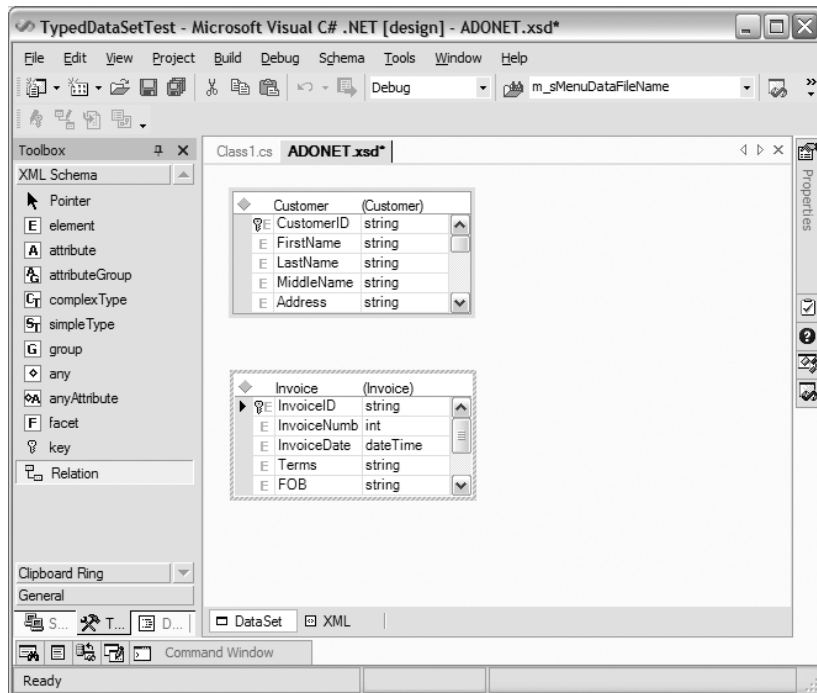 TypedDataSetTest - Microsoft Visual C# .NET [design] - ADONET.xsd*
File Edit View Project Build Debug Schema Tools Window Help
Debug m_sMenuDataFileName
Toolbox
Class1.cs ADONET.xsd*
Properties
XML Schema
Pointer
E element
A attribute
AG attributeGroup
CT complexType
ST simpleType
G group
any
A anyAttribute
F facet
key
Relation
Clipboard Ring
General
Customer (Customer)
E CustomerID string
E FirstName string
E LastName string
E MiddleName string
E Address string
Invoice (Invoice)
E InvoiceID string
E InvoiceNumb int
E InvoiceDate dateTime
E Terms string
E FOB string
S... T... D...
DataSet XML
Command Window
Ready